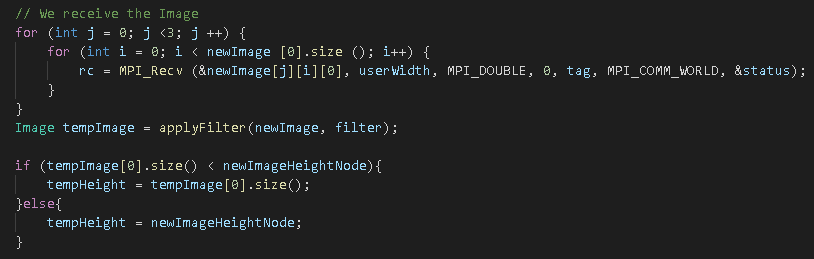 // We receive the Image
for (int j = 0; j <3; j ++) {
    for (int i = 0; i < newImage [0].size (); i++) {
        rc = MPI_Recv (&newImage[j][i][0], userWidth, MPI_DOUBLE, 0, tag, MPI_COMM_WORLD, &status);
    }
}
Image tempImage = applyFilter(newImage, filter);

if (tempImage[0].size() < newImageHeightNode){
    tempHeight = tempImage[0].size();
}else{
    tempHeight = newImageHeightNode;
}